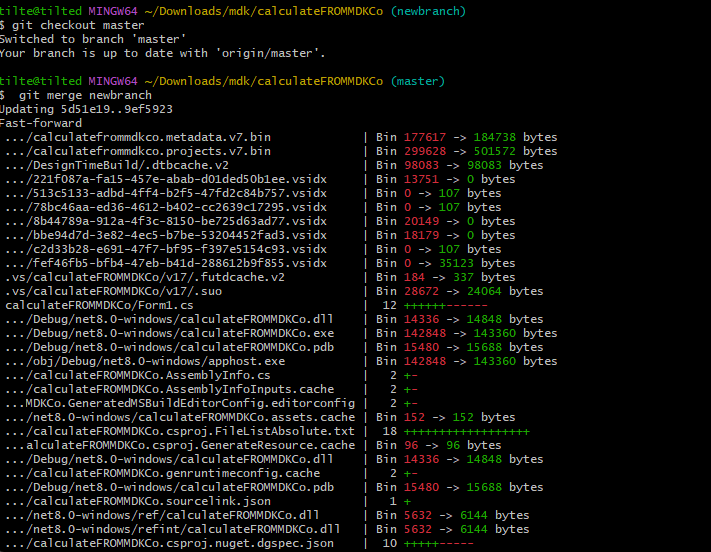 tilte@tilted MINGW64 ~/Downloads/mdk/calculateFROMMDKCo (newbranch)
$ git checkout master
Switched to branch 'master'
Your branch is up to date with 'origin/master'.
tilte@tilted MINGW64 ~/Downloads/mdk/calculateFROMMDKCo (master)
$  git merge newbranch
Updating 5d51e19..9ef5923
Fast-forward
 .../calculatefrommdkco.metadata.v7.bin | Bin 177617 -> 184738 bytes
 .../calculatefrommdkco.projects.v7.bin | Bin 299628 -> 501572 bytes
 .../DesignTimeBuild/.dtbcache.v2 | Bin 98083 -> 98083 bytes
 .../221f087a-fa15-457e-abab-d01ded50b1ee.vsidx | Bin 13751 -> 0 bytes
 .../513c5133-adbd-4ff4-b2f5-47fd2c84b757.vsidx | Bin 0 -> 107 bytes
 .../78bc46aa-ed36-4612-b402-cc2639c17295.vsidx | Bin 0 -> 107 bytes
 .../8b44789a-912a-4f3c-8150-be725d63ad77.vsidx | Bin 20149 -> 0 bytes
 .../bbe94d7d-3e82-4ec5-b7be-53204452fad3.vsidx | Bin 18179 -> 0 bytes
 .../c2d33b28-e691-47f7-bf95-f397e5154c93.vsidx | Bin 0 -> 107 bytes
 .../fef46fb5-bfb4-47eb-b41d-288612b9f855.vsidx | Bin 0 -> 35123 bytes
 .vs/calculateFROMMDKCo/v17/.futdcache.v2 | Bin 184 -> 337 bytes
 .vs/calculateFROMMDKCo/v17/.suo | Bin 28672 -> 24064 bytes
 calculateFROMMDKCo/Form1.cs | 12 ++++++------
 .../Debug/net8.0-windows/calculateFROMMDKCo.dll | Bin 14336 -> 14848 bytes
 .../Debug/net8.0-windows/calculateFROMMDKCo.exe | Bin 142848 -> 143360 bytes
 .../Debug/net8.0-windows/calculateFROMMDKCo.pdb | Bin 15480 -> 15688 bytes
 .../obj/Debug/net8.0-windows/apphost.exe | Bin 142848 -> 143360 bytes
 .../calculateFROMMDKCo.AssemblyInfo.cs | 2 +-
 .../calculateFROMMDKCo.AssemblyInfoInputs.cache | 2 +-
 ...MDKCo.GeneratedMSBuildEditorConfig.editorconfig | 2 +-
 .../net8.0-windows/calculateFROMMDKCo.assets.cache | Bin 152 -> 152 bytes
 .../calculateFROMMDKCo.csproj.FileListAbsolute.txt | 18 ++++++++++++++++++
 ...alculateFROMMDKCo.csproj.GenerateResource.cache | Bin 96 -> 96 bytes
 .../Debug/net8.0-windows/calculateFROMMDKCo.dll | Bin 14336 -> 14848 bytes
 .../calculateFROMMDKCo.genruntimeconfig.cache | 2 +-
 .../Debug/net8.0-windows/calculateFROMMDKCo.pdb | Bin 15480 -> 15688 bytes
 .../calculateFROMMDKCo.sourcelink.json | 1 +
 .../net8.0-windows/ref/calculateFROMMDKCo.dll | Bin 5632 -> 6144 bytes
 .../net8.0-windows/refint/calculateFROMMDKCo.dll | Bin 5632 -> 6144 bytes
 .../calculateFROMMDKCo.csproj.nuget.dgspec.json | 10 +++++-----